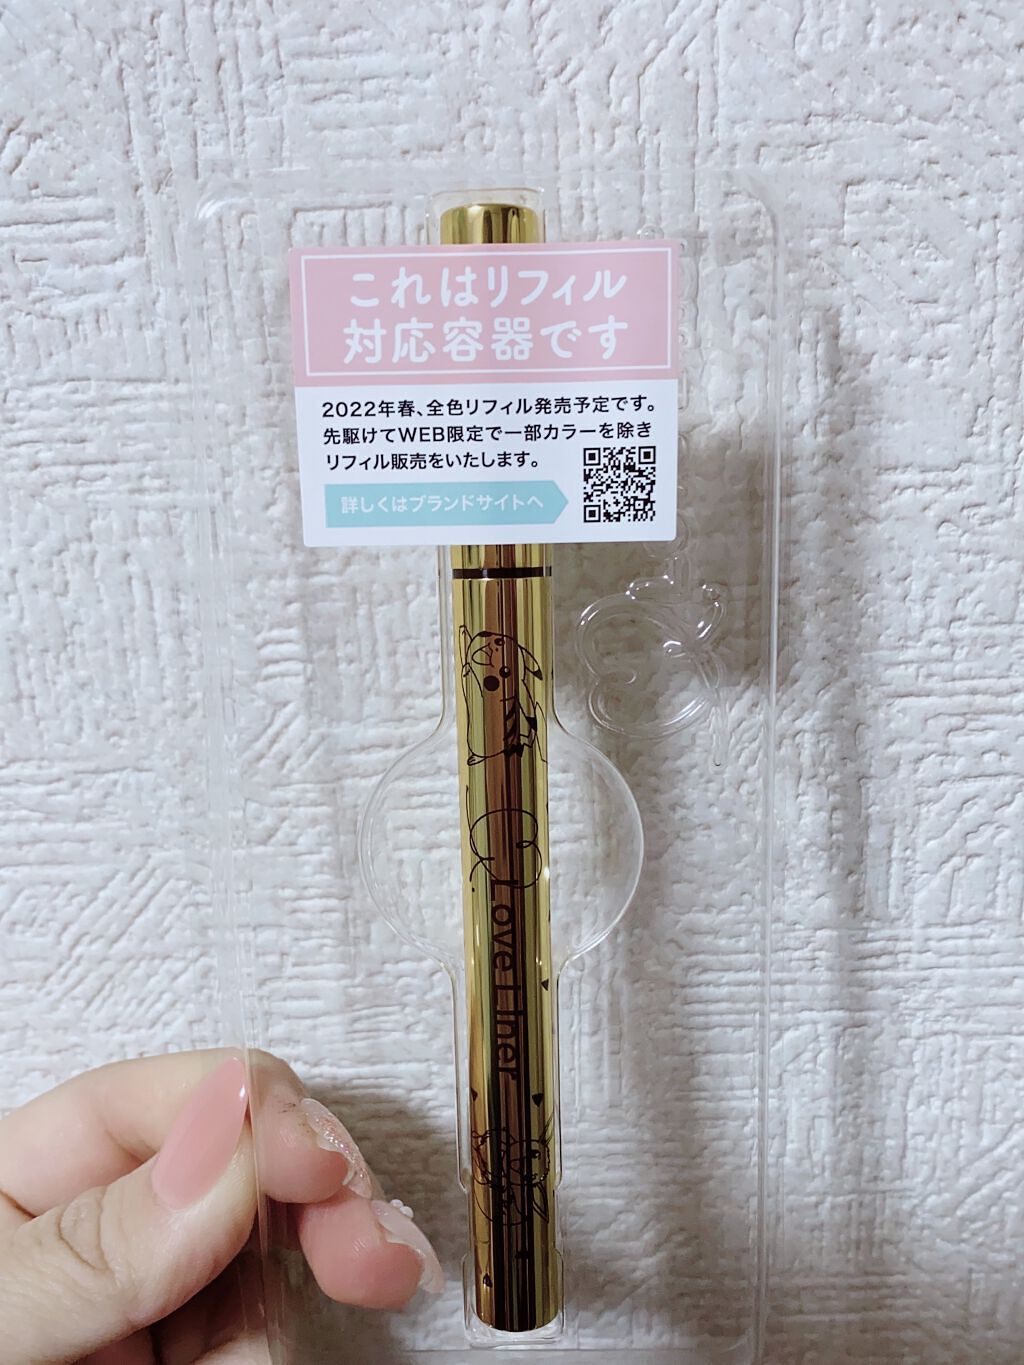 これはリフィル
対応容器です
2022年春、全色リフィル発売予定です。
先駆けてWEB限定で一部カラーを除き
リフィル販売をいたします。
詳しくはブランドサイトへ
Love Liner